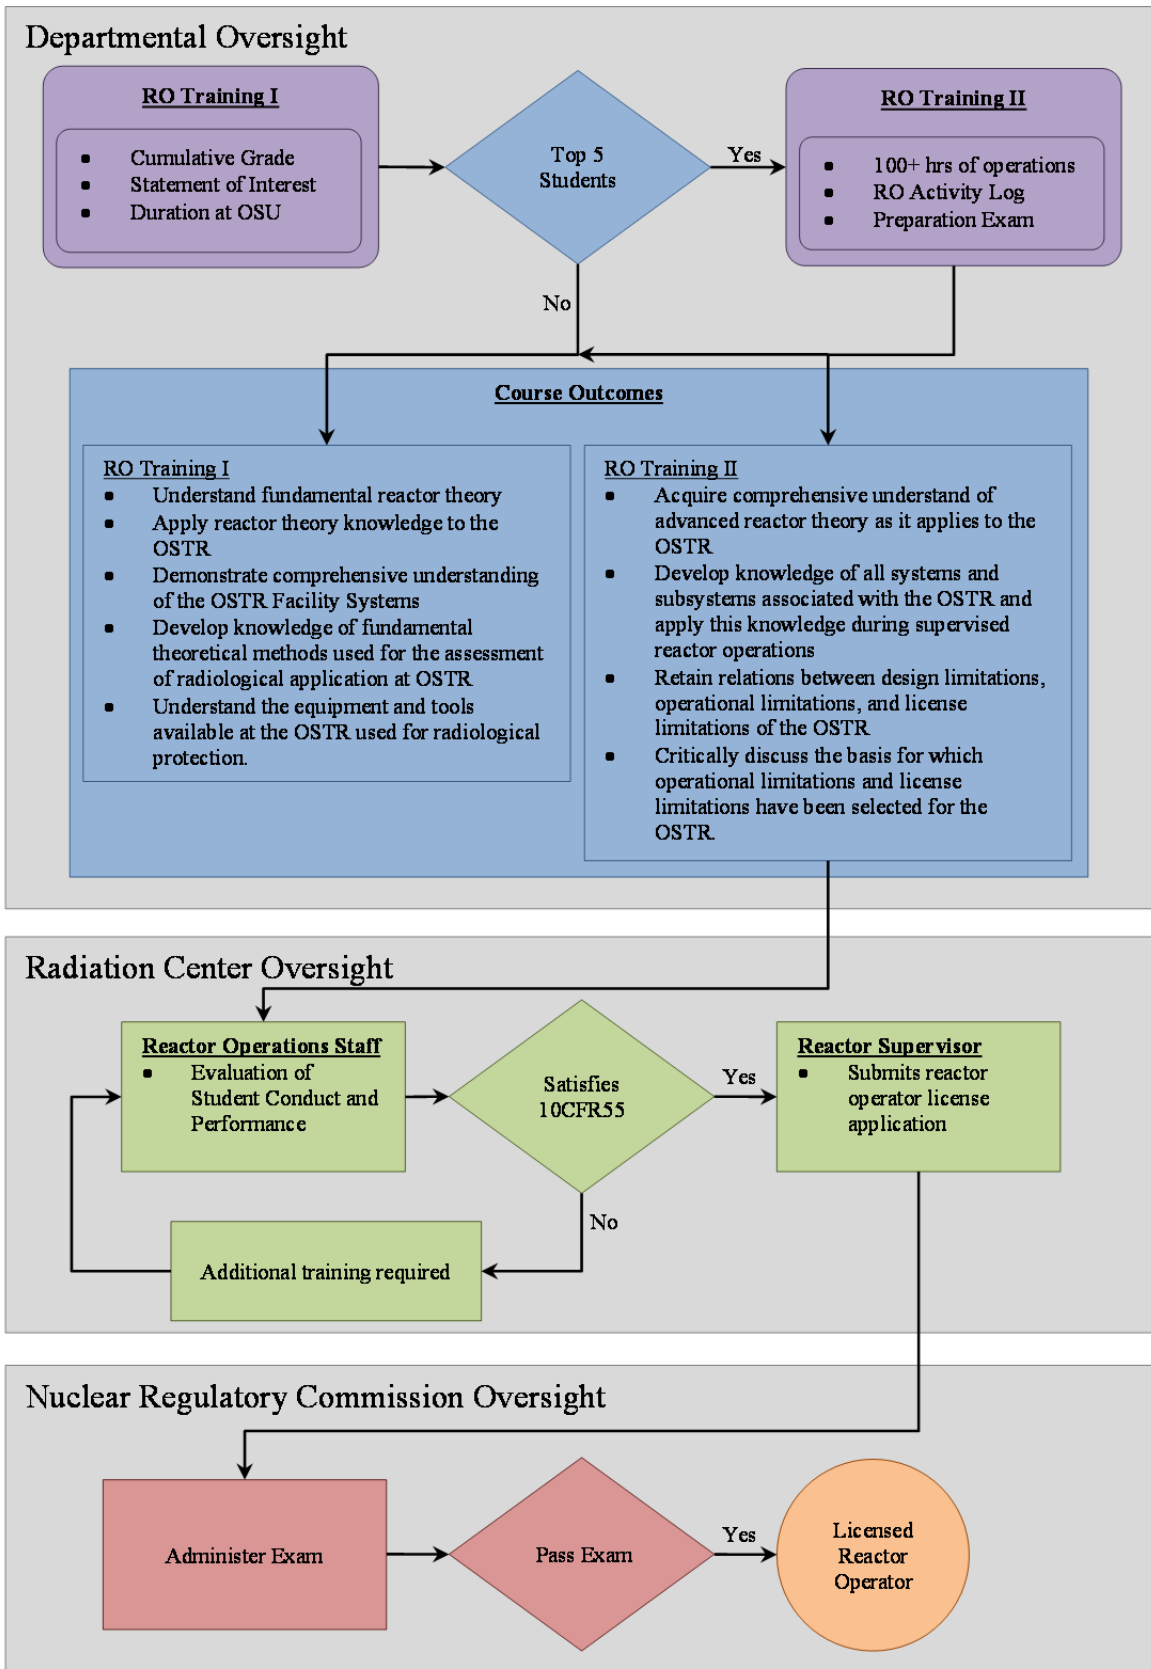 Departmental Oversight
RO Training I
▪ Cumulative Grade
▪ Statement of Interest
▪ Duration at OSU
Top 5
Students
Yes
RO Training II
▪ 100+ hrs of operations
▪ RO Activity Log
▪ Preparation Exam
No
Course Outcomes
RO Training I
▪ Understand fundamental reactor theory
▪ Apply reactor theory knowledge to the
OSTR
▪ Demonstrate comprehensive understanding
of the OSTR Facility Systems
▪ Develop knowledge of fundamental
theoretical methods used for the assessment
of radiological application at OSTR
▪ Understand the equipment and tools
available at the OSTR used for radiological
protection.
RO Training II
▪ Acquire comprehensive understand of
advanced reactor theory as it applies to the
OSTR
▪ Develop knowledge of all systems and
subsystems associated with the OSTR and
apply this knowledge during supervised
reactor operations
▪ Retain relations between design limitations,
operational limitations, and license
limitations of the OSTR
▪ Critically discuss the basis for which
operational limitations and license
limitations have been selected for the
OSTR
Radiation Center Oversight
Reactor Operations Staff
▪ Evaluation of
Student Conduct and
Performance
Satisfies
10CFR55
Yes
Reactor Supervisor
▪ Submits reactor
operator license
application
No
Additional training required
Nuclear Regulatory Commission Oversight
Administer Exam
Pass Exam
Yes
Licensed
Reactor
Operator